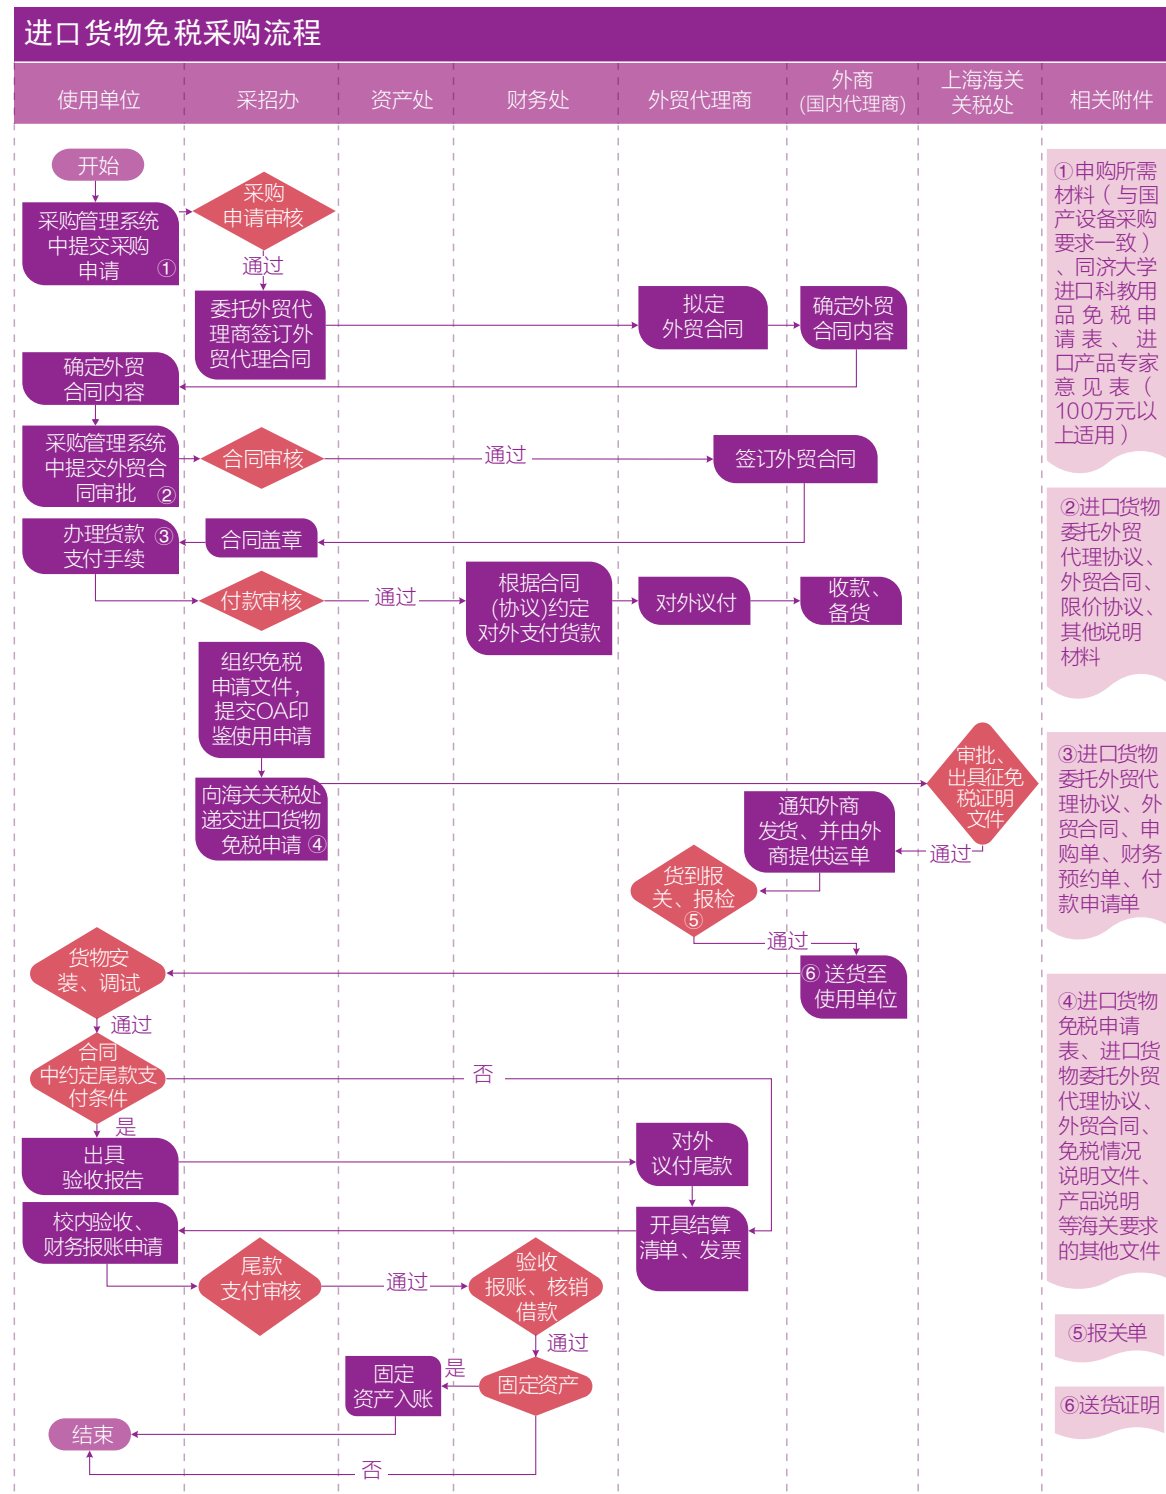 进口货物免税采购流程
使用单位
采招办
资产处
财务处
外贸代理商
外商
(国内代理商)
上海海关
关税处
相关附件
开始
采购管理系统
中提交采购
申请 ①
采购
申请审核
通过
委托外贸代
理商签订外
贸代理合同
拟定
外贸合同
确定外贸
合同内容
确定外贸
合同内容
采购管理系统
中提交外贸合
同审批 ②
合同审核
通过
签订外贸合同
办理货款 ③
支付手续
合同盖章
付款审核
通过
根据合同
(协议)约定
对外支付货款
对外议付
收款、
备货
组织免税
申请文件,
提交OA印
鉴使用申请
向海关关税处
递交进口货物
免税申请 ④
审批、
出具征免
税证明
文件
通过
通知外商
发货、并由外
商提供运单
货到报
关、报检
⑤
通过
⑥ 送货至
使用单位
货物安
装、调试
通过
合同
中约定尾款支
付条件
否
是
出具
验收报告
对外
议付尾款
校内验收、
财务报账申请
开具结算
清单、发票
尾款
支付审核
通过
验收
报账、核销
借款
通过
固定资产
是
固定
资产入账
结束
否
①申购所需
材料（与国
产设备采购
要求一致）
、同济大学
进口科教用
品免税申
请表、进
口产品专家
意见表（
100万元以
上适用）
②进口货物
委托外贸
代理协议、
外贸合同、
限价协议、
其他说明
材料
③进口货物
委托外贸代
理协议、外
贸合同、申
购单、财务
预约单、付
款申请单
④进口货物
免税申请
表、进口货
物委托外贸
代理协议、
外贸合同、
免税情况
说明文件、
产品说明
等海关要求
的其他文件
⑤报关单
⑥送货证明